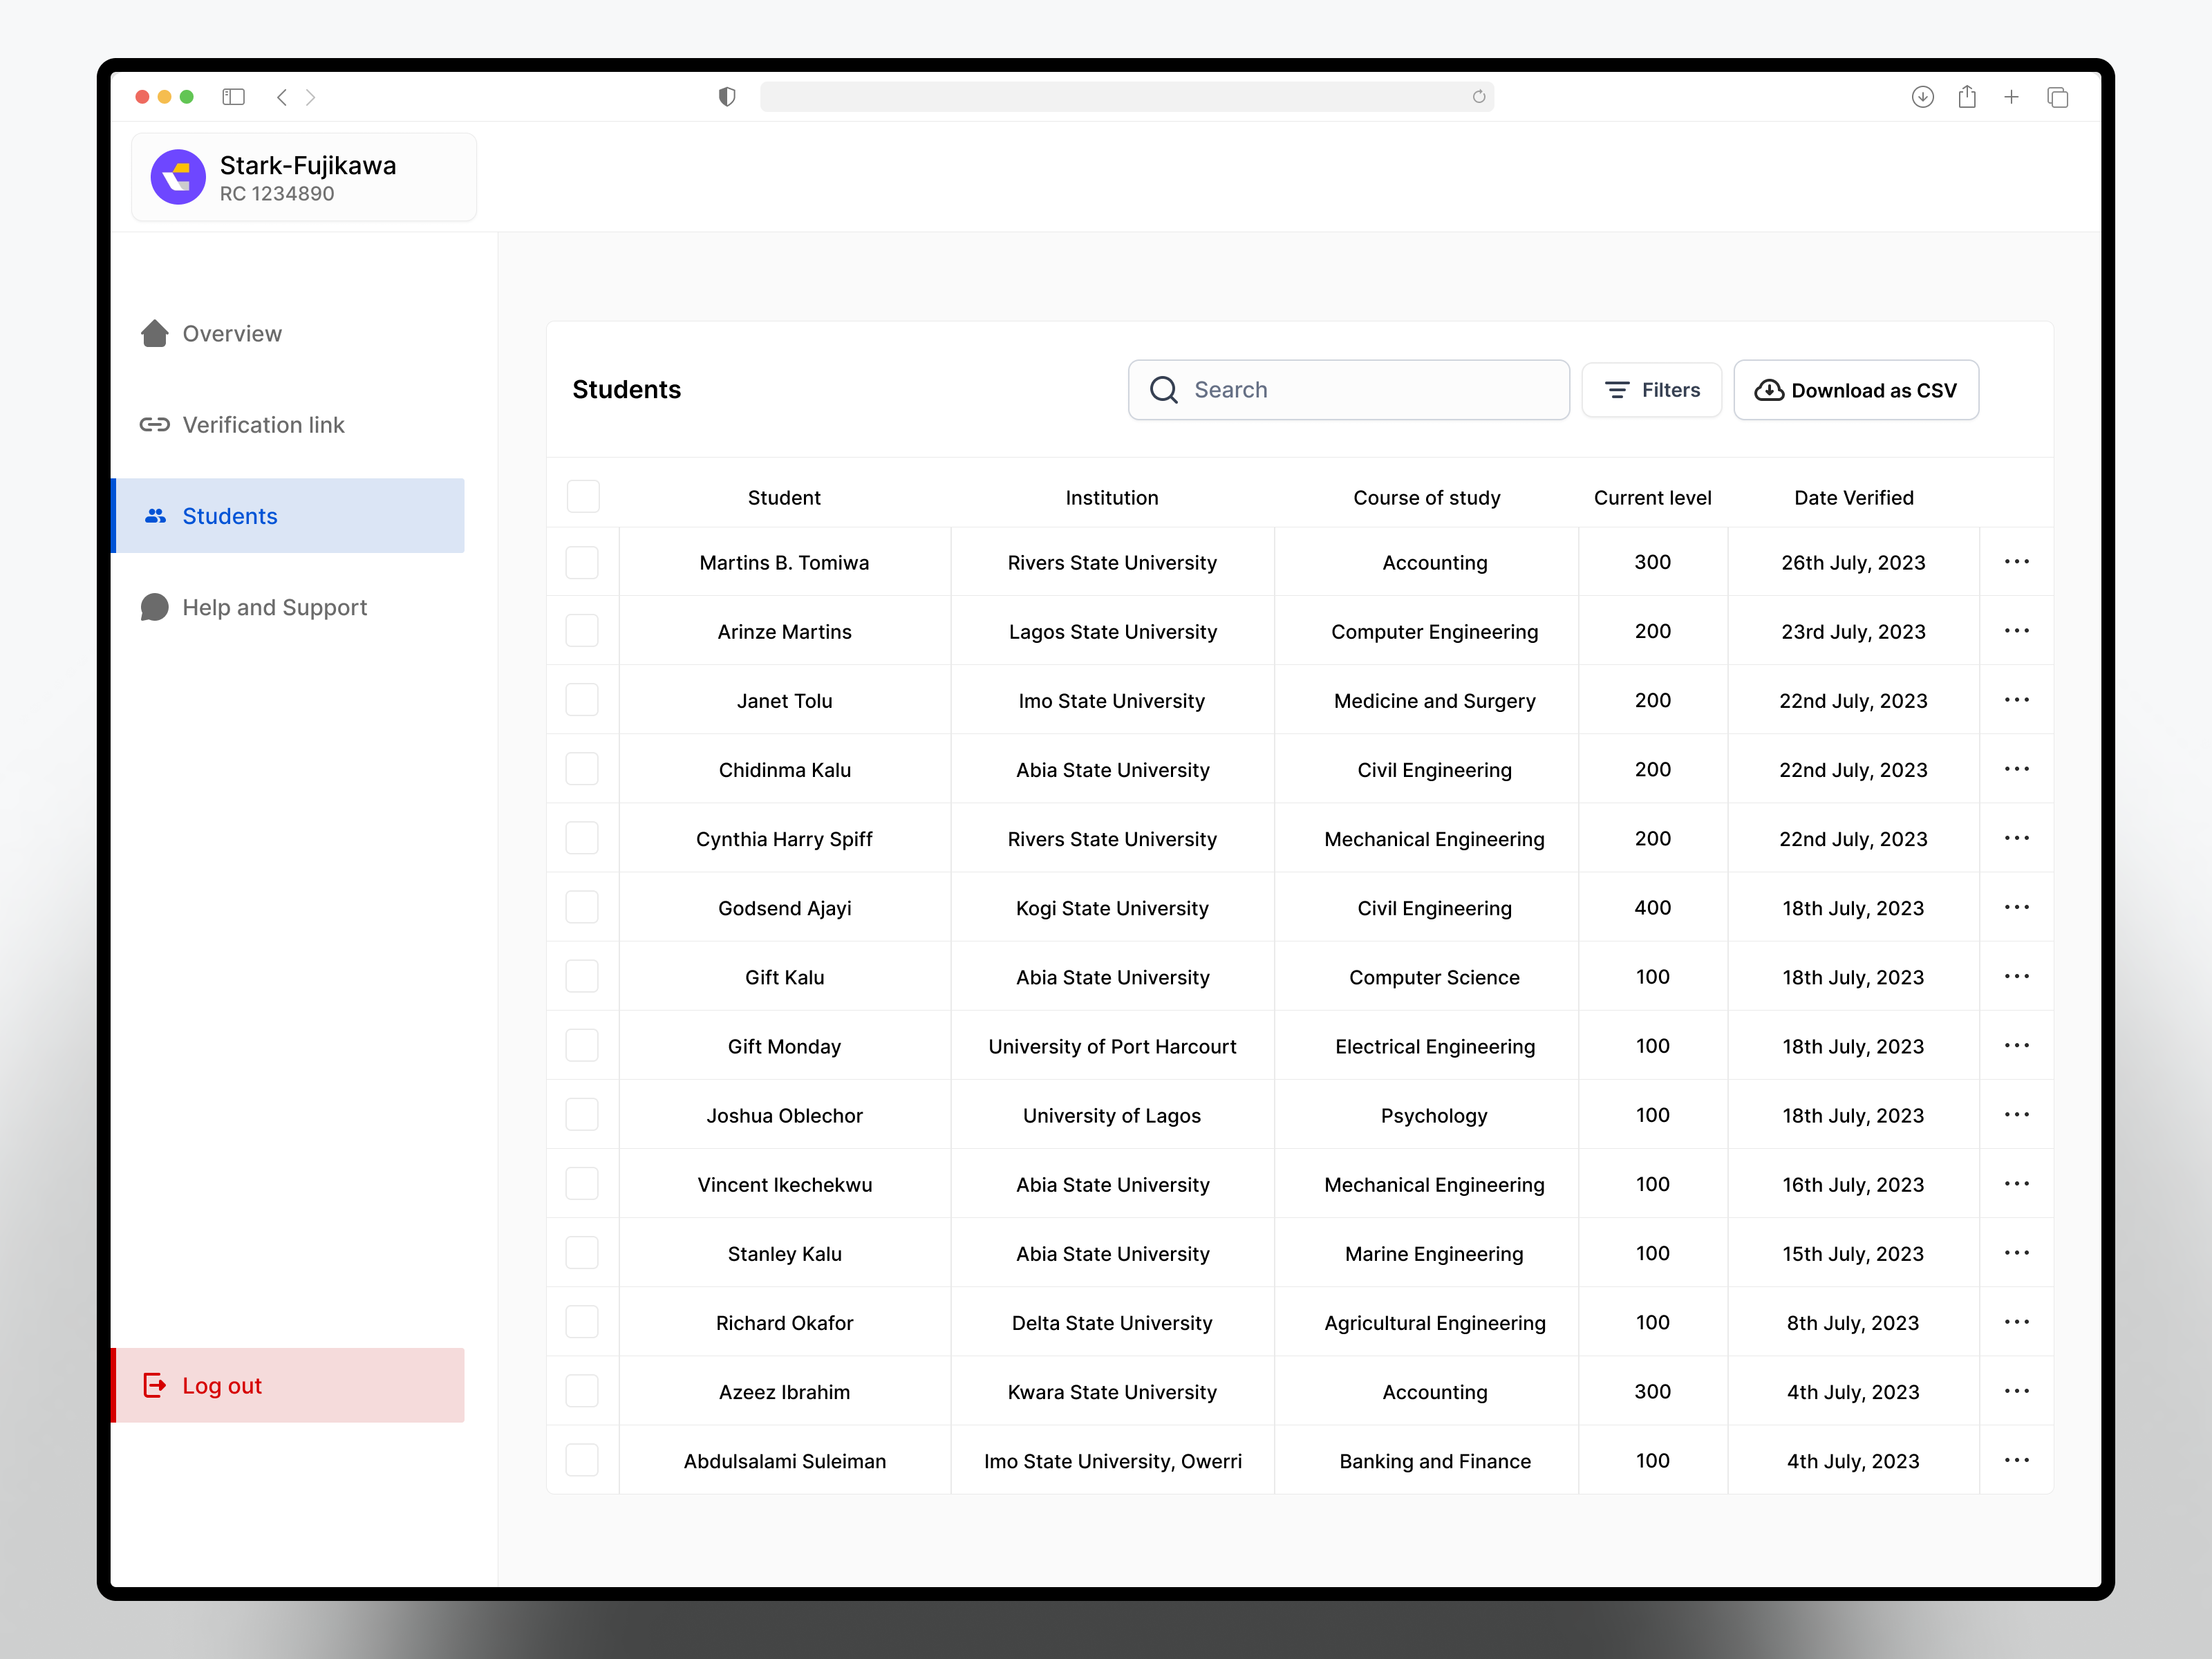 Stark-Fujikawa
RC 1234890
Overview
Verification link
Students
Help and Support
Log out
Students
Search
Filters
Download as CSV
Student Institution Course of study Current level Date Verified
Martins B. Tomiwa Rivers State University Accounting 300 26th July, 2023
Arinze Martins Lagos State University Computer Engineering 200 23rd July, 2023
Janet Tolu Imo State University Medicine and Surgery 200 22nd July, 2023
Chidinma Kalu Abia State University Civil Engineering 200 22nd July, 2023
Cynthia Harry Spiff Rivers State University Mechanical Engineering 200 22nd July, 2023
Godsend Ajayi Kogi State University Civil Engineering 400 18th July, 2023
Gift Kalu Abia State University Computer Science 100 18th July, 2023
Gift Monday University of Port Harcourt Electrical Engineering 100 18th July, 2023
Joshua Oblechor University of Lagos Psychology 100 18th July, 2023
Vincent Ikechekwu Abia State University Mechanical Engineering 100 16th July, 2023
Stanley Kalu Abia State University Marine Engineering 100 15th July, 2023
Richard Okafor Delta State University Agricultural Engineering 100 8th July, 2023
Azeez Ibrahim Kwara State University Accounting 300 4th July, 2023
Abdulsalami Suleiman Imo State University, Owerri Banking and Finance 100 4th July, 2023